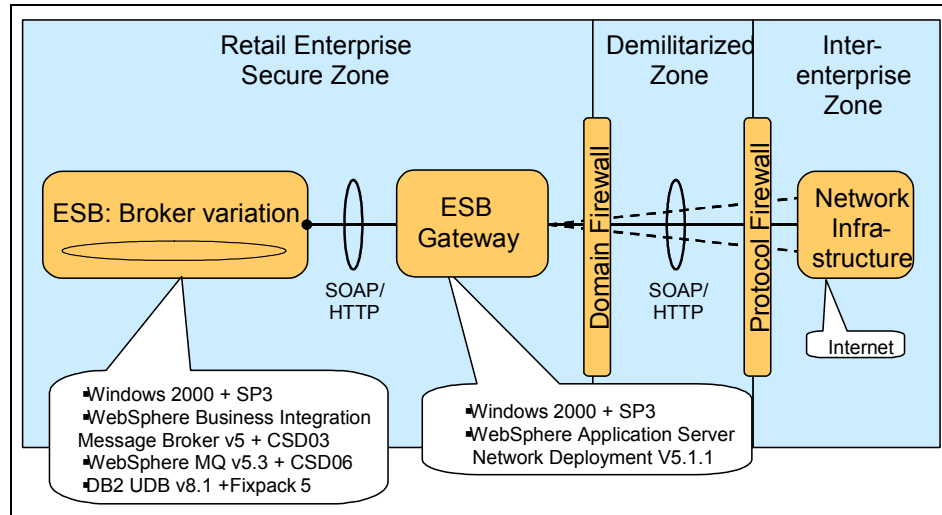 Retail Enterprise
Secure Zone
Demilitarized
Zone
Inter-
enterprise
Zone
ESB: Broker variation
SOAP/
HTTP
ESB
Gateway
Domain Firewall
SOAP/
HTTP
Protocol Firewall
Network
Infra-
structure
Internet
▪Windows 2000 + SP3
▪WebSphere Business Integration
Message Broker v5 + CSD03
▪WebSphere MQ v5.3 + CSD06
▪DB2 UDB v8.1 +Fixpack 5
▪Windows 2000 + SP3
▪WebSphere Application Server
Network Deployment V5.1.1